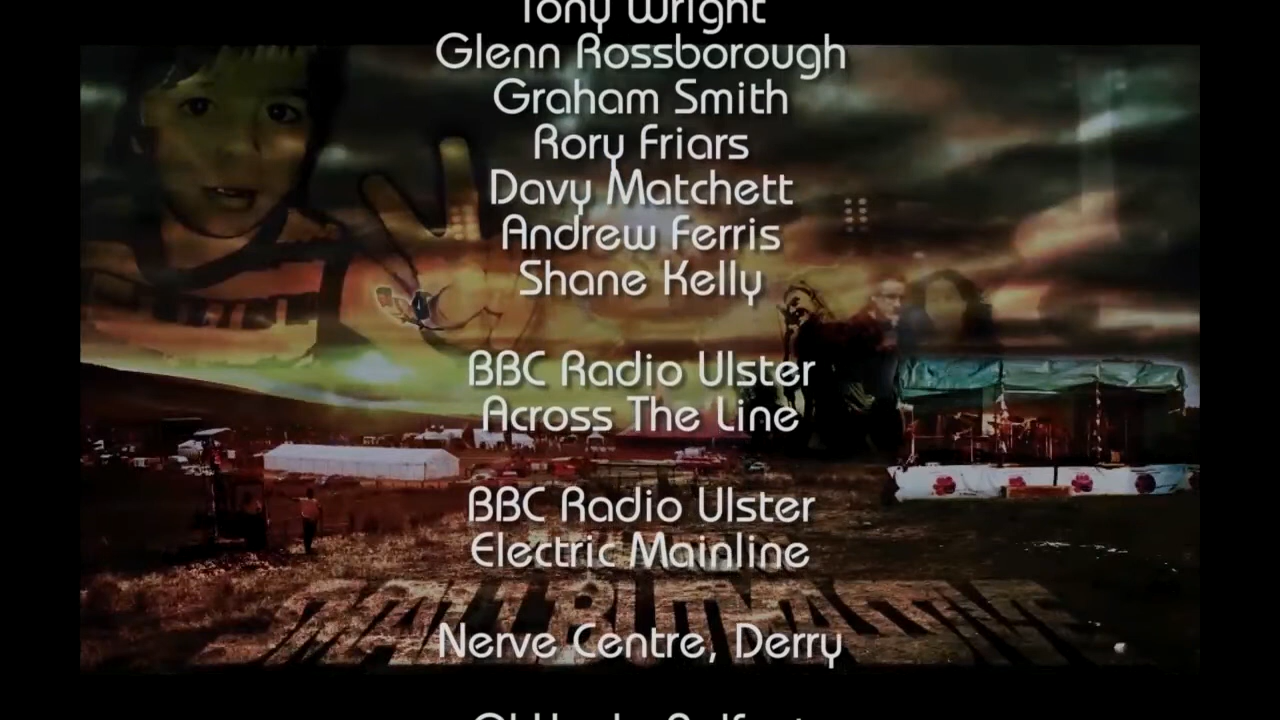 Tony Wright
Glenn Rossborough
Graham Smith
Rory Friars
Davy Matchett
Andrew Ferris
Shane Kelly
BBC Radio Ulster
Across The Line
BBC Radio Ulster
Electric Mainline
Nerve Centre, Derry